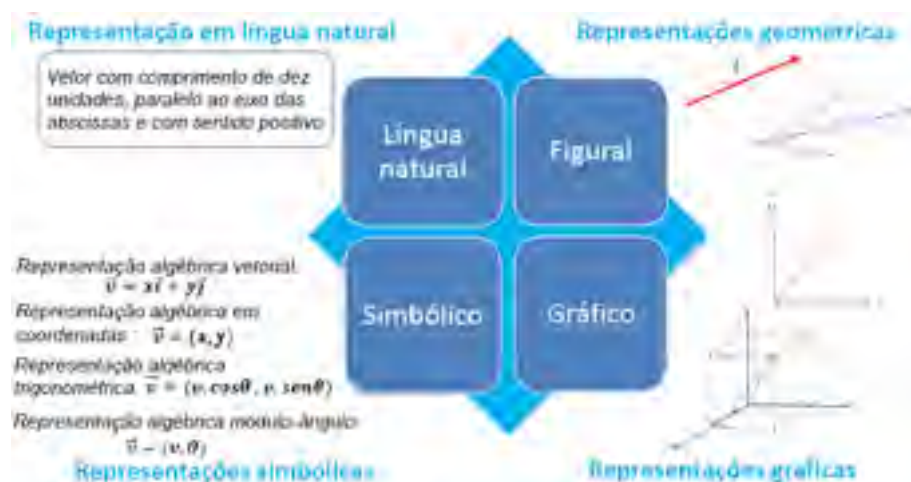 Representação em língua natural
Representações geométricas
Vetor com comprimento de dez
unidades, paralelo ao eixo das
abscissas e com sentido positivo
Língua
natural
Figural
Simbólico
Gráfico
Representação algébrica vetorial
v⃗ = xi⃗ + yj⃗
Representação algébrica em
coordenadas : v⃗ = (x, y)
Representação algébrica
trigonométrica v⃗ = (v. cosθ, v. senθ)
Representação algébrica módulo-ângulo
v⃗ = (v, θ)
Representações simbólicas
Representações gráficas